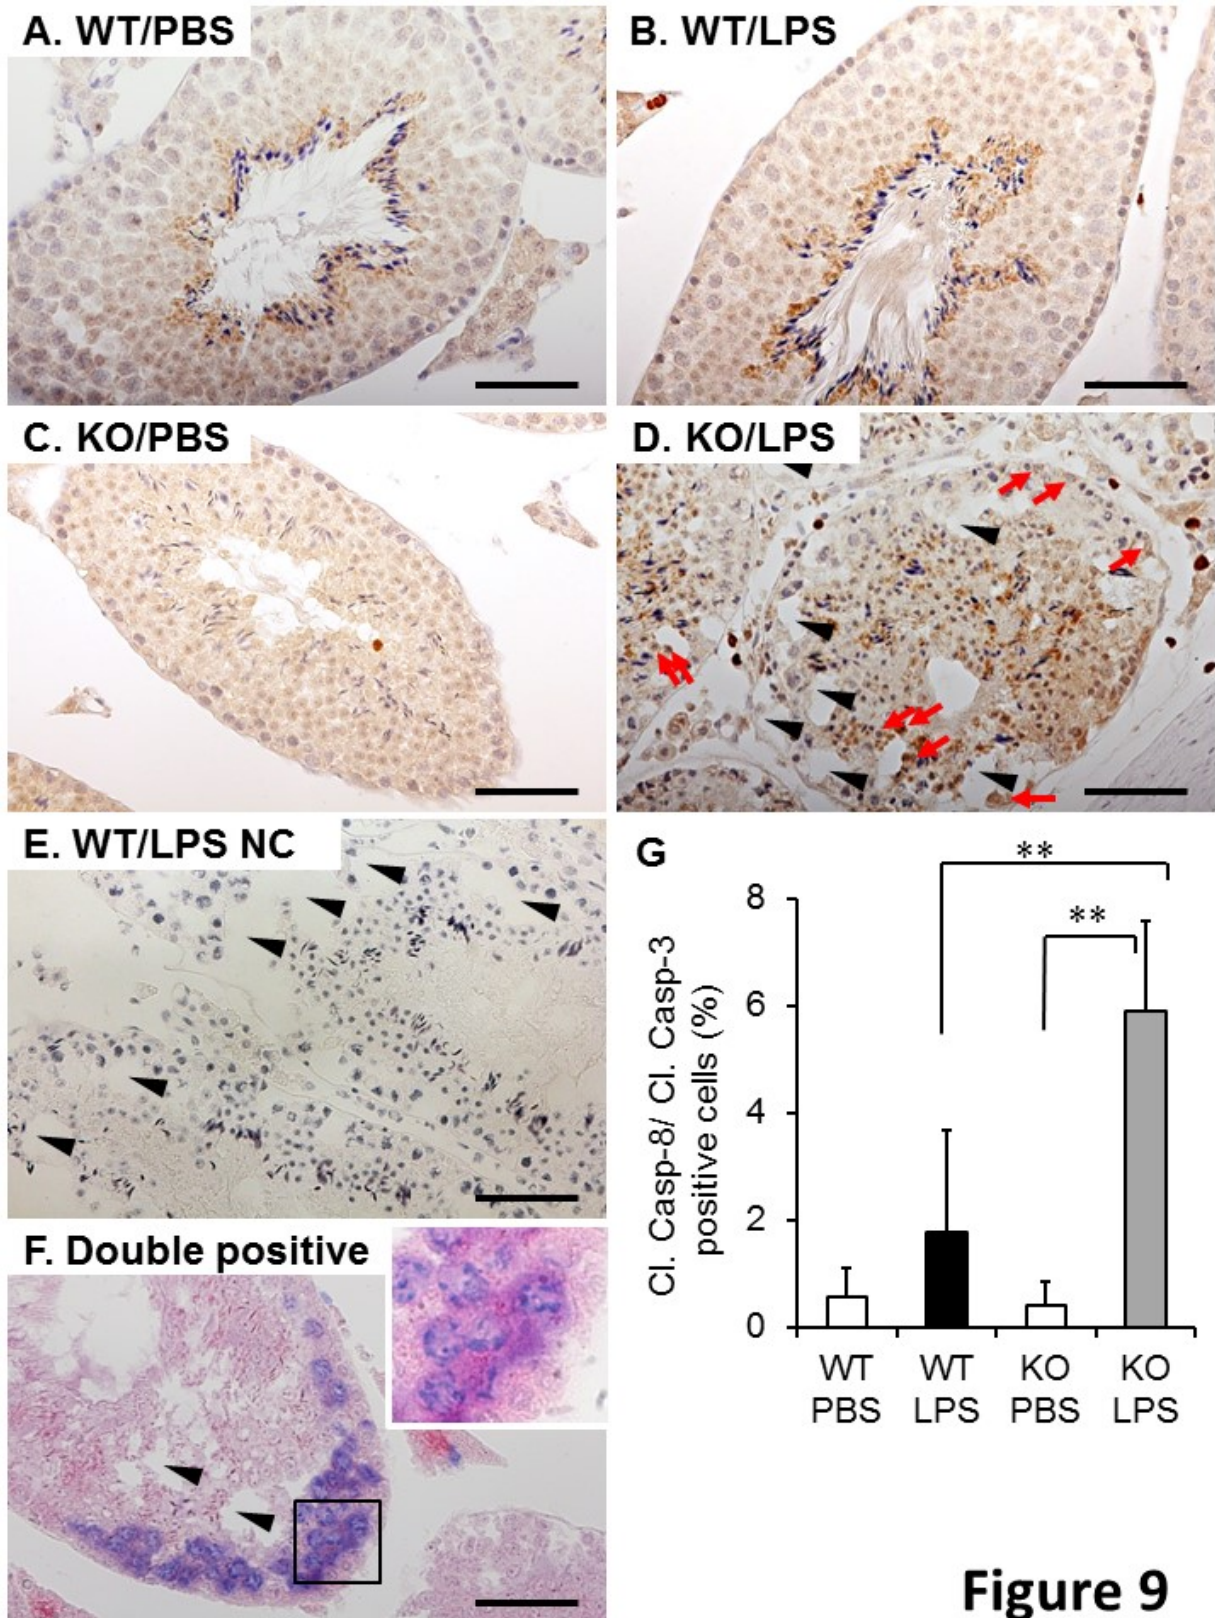 A. WT/PBS
B. WT/LPS
C. KO/PBS
D. KO/LPS
E. WT/LPS NC
F. Double positive
G
**
**
Cl. Casp-8/ Cl. Casp-3
positive cells (%)
8
6
4
2
0
WT
PBS
WT
LPS
KO
PBS
KO
LPS
Figure 9